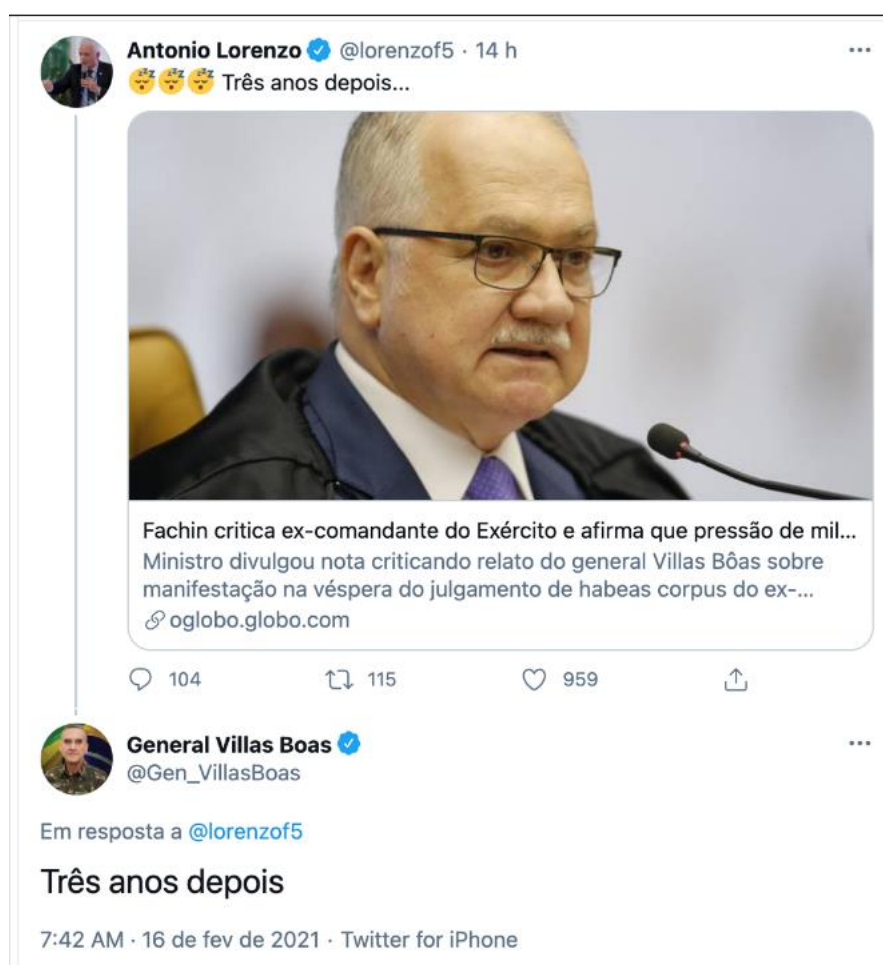 Antonio Lorenzo @lorenzof5 · 14 h
Três anos depois...
Fachin critica ex-comandante do Exército e afirma que pressão de mil...
Ministro divulgou nota criticando relato do general Villas Bôas sobre
manifestação na véspera do julgamento de habeas corpus do ex-...
oglobo.globo.com
104 115 959
General Villas Boas
@Gen_VillasBoas
Em resposta a @lorenzof5
Três anos depois
7:42 AM · 16 de fev de 2021 · Twitter for iPhone